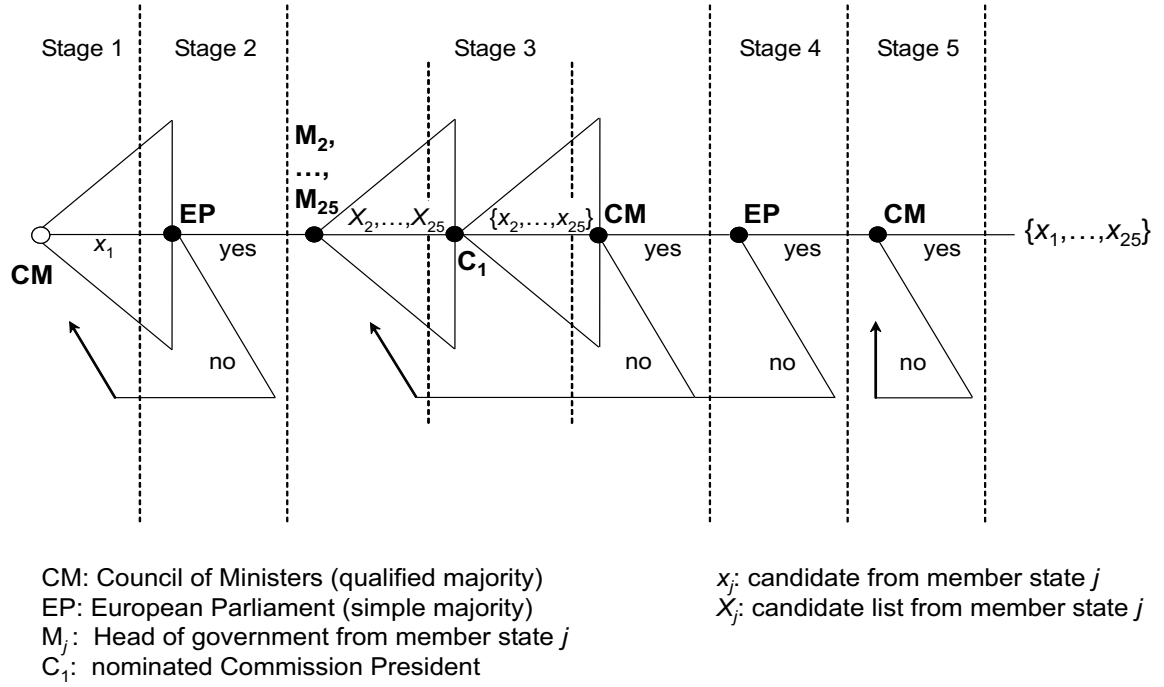 Stage 1
Stage 2
Stage 3
Stage 4
Stage 5
M₂,
…,
M₂₅
EP
X₂,…,X₂₅
{x₂,…,x₂₅}
CM
EP
CM
{x₁,…,x₂₅}
x₁
yes
C₁
yes
yes
yes
CM
no
no
no
no
CM: Council of Ministers (qualified majority)
EP: European Parliament (simple majority)
Mⱼ: Head of government from member state j
C₁: nominated Commission President
xⱼ: candidate from member state j
Xⱼ: candidate list from member state j